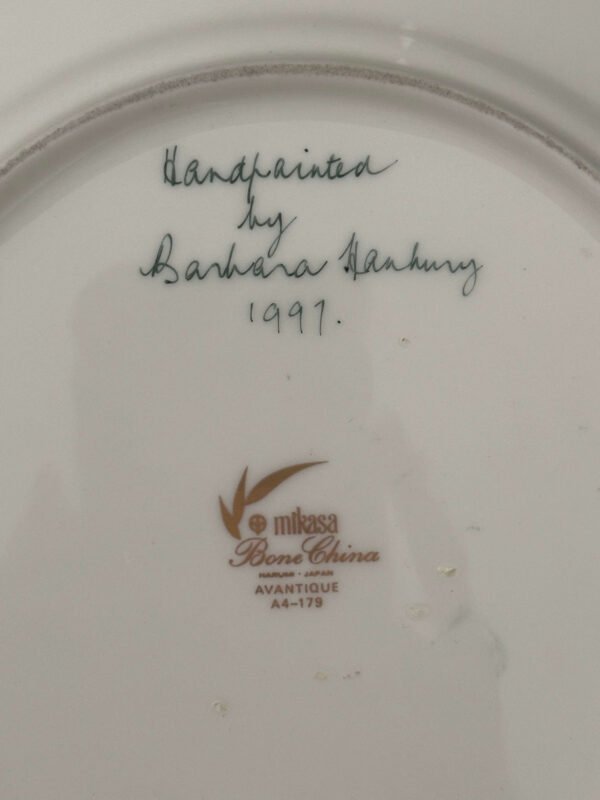 Handpainted
by
Barbara Hanbury
1997.
mikasa
Bone China
NARUMI · JAPAN
AVANTIQUE
A4-179